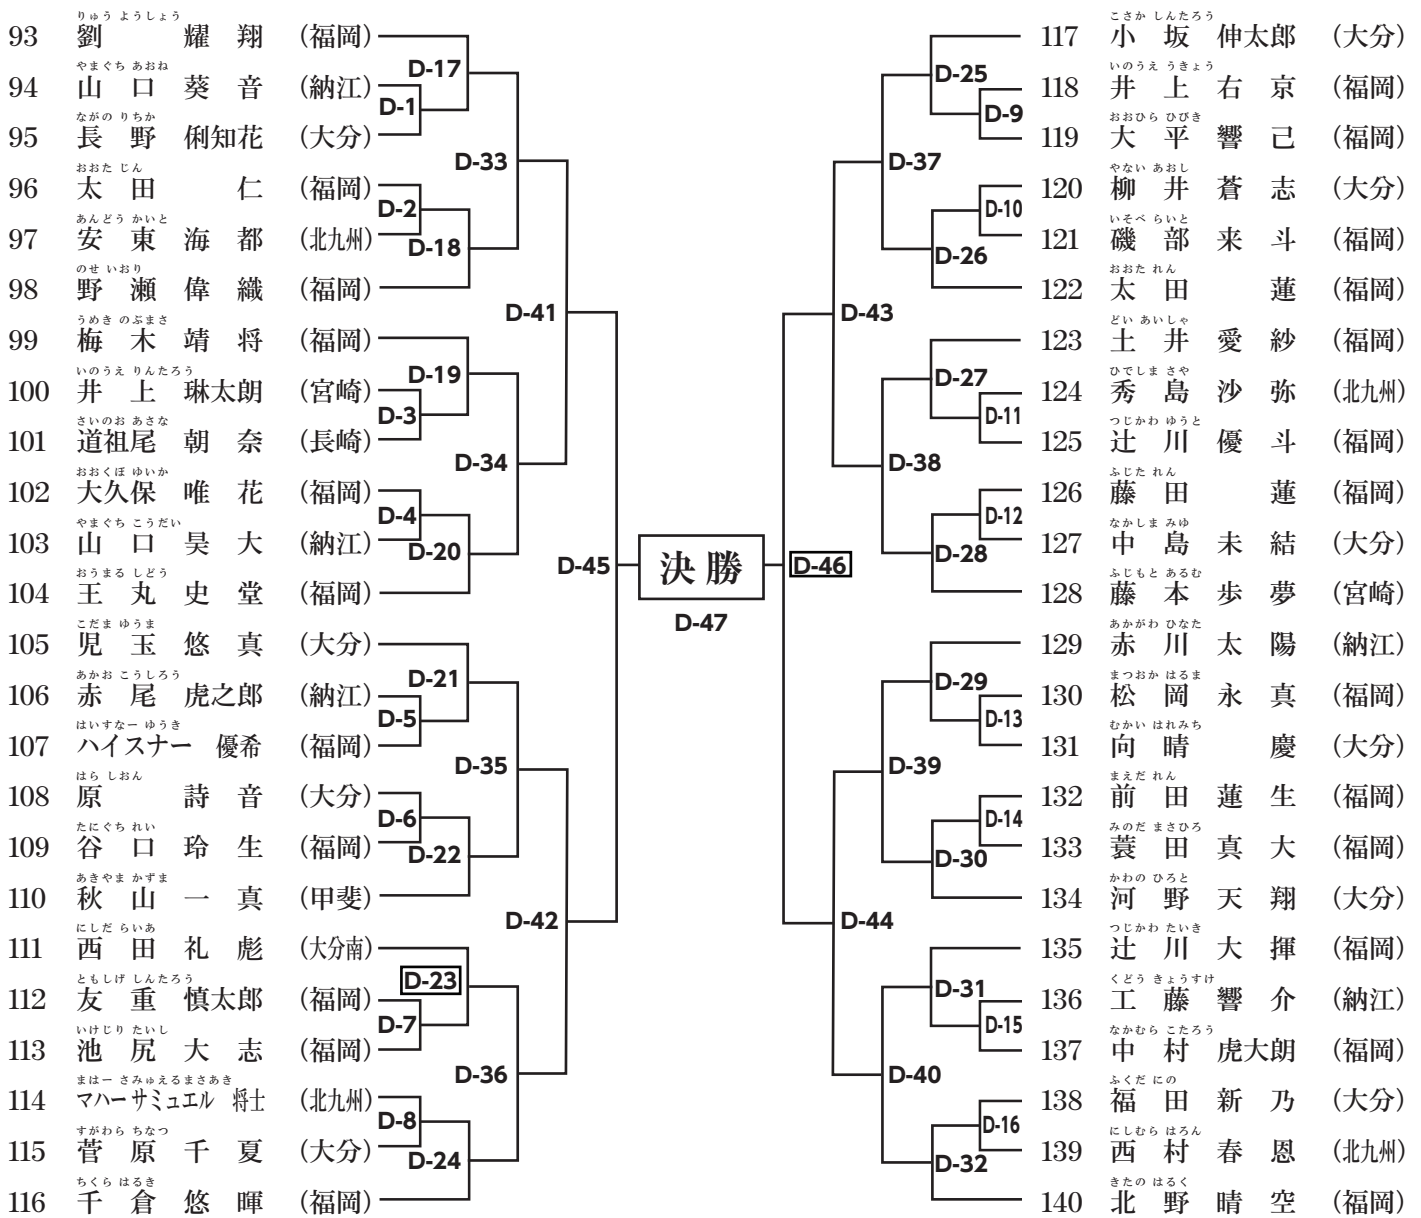 りゅう ようしょう
93 劉 耀 翔 (福岡)
やまぐち あおね
94 山 口 葵 音 (納江)
ながの りちか
95 長 野 俐知花 (大分)
おおた じん
96 太 田 仁 (福岡)
あんどう かいと
97 安 東 海 都 (北九州)
のせ いおり
98 野 瀬 偉 織 (福岡)
うめき のぶまさ
99 梅 木 靖 将 (福岡)
いのうえ りんたろう
100 井 上 琳太朗 (宮崎)
さいのお あさな
101 道祖尾 朝 奈 (長崎)
おおくぼ ゆいか
102 大久保 唯 花 (福岡)
やまぐち こうだい
103 山 口 昊 大 (納江)
おうまる しどう
104 王 丸 史 堂 (福岡)
こだま ゆうま
105 児 玉 悠 真 (大分)
あかお こうしろう
106 赤 尾 虎之郎 (納江)
はいすなー ゆうき
107 ハイスナー 優希 (福岡)
はら しおん
108 原 詩 音 (大分)
たにぐち れい
109 谷 口 玲 生 (福岡)
あきやま かずま
110 秋 山 一 真 (甲斐)
にしだ らいあ
111 西 田 礼 彪 (大分南)
ともしげ しんたろう
112 友 重 慎太郎 (福岡)
いけじり たいし
113 池 尻 大 志 (福岡)
まはー さみゅえるまさあき
114 マハーサミュエル 将士 (北九州)
すがわら ちなつ
115 菅 原 千 夏 (大分)
ちくら はるき
116 千 倉 悠 暉 (福岡)
D-17
D-1
D-33
D-2
D-18
D-41
D-19
D-3
D-34
D-4
D-20
D-45
D-21
D-5
D-35
D-6
D-22
D-42
D-23
D-7
D-36
D-8
D-24
決勝
D-47
D-46
D-25
D-9
D-37
D-10
D-26
D-43
D-27
D-11
D-38
D-12
D-28
D-29
D-13
D-39
D-14
D-30
D-44
D-31
D-15
D-40
D-16
D-32
こさか しんたろう
117 小 坂 伸太郎 (大分)
いのうえ うきょう
118 井 上 右 京 (福岡)
おおひら ひびき
119 大 平 響 己 (福岡)
やない あおし
120 柳 井 蒼 志 (大分)
いそべ らいと
121 磯 部 来 斗 (福岡)
おおた れん
122 太 田 蓮 (福岡)
どい あいしゃ
123 土 井 愛 紗 (福岡)
ひでしま さや
124 秀 島 沙 弥 (北九州)
つじかわ ゆうと
125 辻 川 優 斗 (福岡)
ふじた れん
126 藤 田 蓮 (福岡)
なかしま みゆ
127 中 島 未 結 (大分)
ふじもと あるむ
128 藤 本 歩 夢 (宮崎)
あかがわ ひなた
129 赤 川 太 陽 (納江)
まつおか はるま
130 松 岡 永 真 (福岡)
むかい はれみち
131 向 晴 慶 (大分)
まえだ れん
132 前 田 蓮 生 (福岡)
みのだ まさひろ
133 蓑 田 真 大 (福岡)
かわの ひろと
134 河 野 天 翔 (大分)
つじかわ たいき
135 辻 川 大 揮 (福岡)
くどう きょうすけ
136 工 藤 響 介 (納江)
なかむら こたろう
137 中 村 虎大朗 (福岡)
ふくだ にの
138 福 田 新 乃 (大分)
にしむら はろん
139 西 村 春 恩 (北九州)
きたの はるく
140 北 野 晴 空 (福岡)